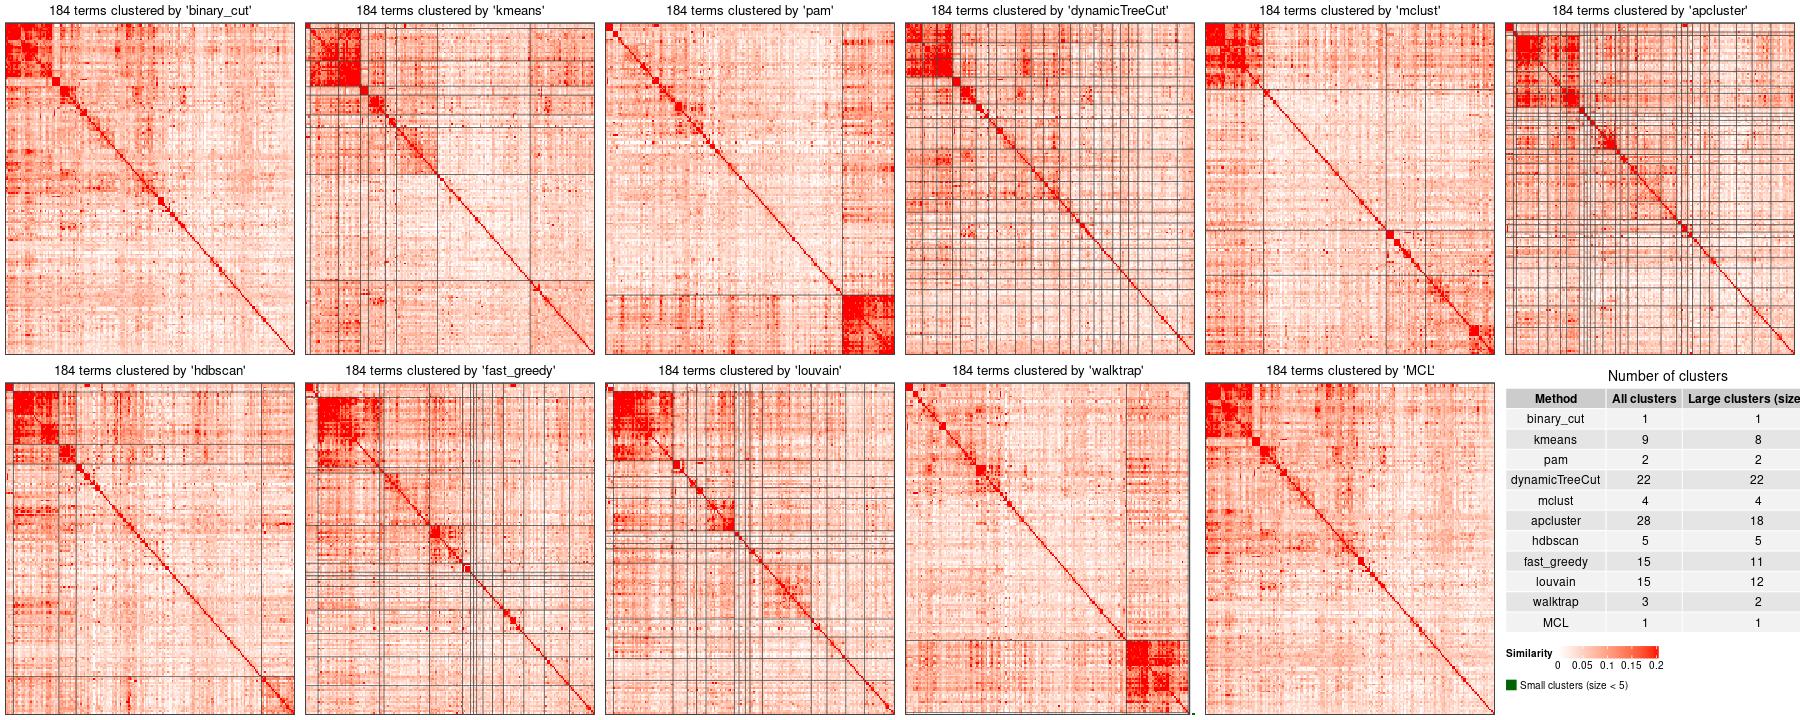 184 terms clustered by 'binary_cut'
184 terms clustered by 'kmeans'
184 terms clustered by 'pam'
184 terms clustered by 'dynamicTreeCut'
184 terms clustered by 'mclust'
184 terms clustered by 'apcluster'
184 terms clustered by 'hdbscan'
184 terms clustered by 'fast_greedy'
184 terms clustered by 'louvain'
184 terms clustered by 'walktrap'
184 terms clustered by 'MCL'
Number of clusters
Method All clusters Large clusters (size
binary_cut 1 1
kmeans 9 8
pam 2 2
dynamicTreeCut 22 22
mclust 4 4
apcluster 28 18
hdbscan 5 5
fast_greedy 15 11
louvain 15 12
walktrap 3 2
MCL 1 1
Similarity
0 0.05 0.1 0.15 0.2
Small clusters (size < 5)